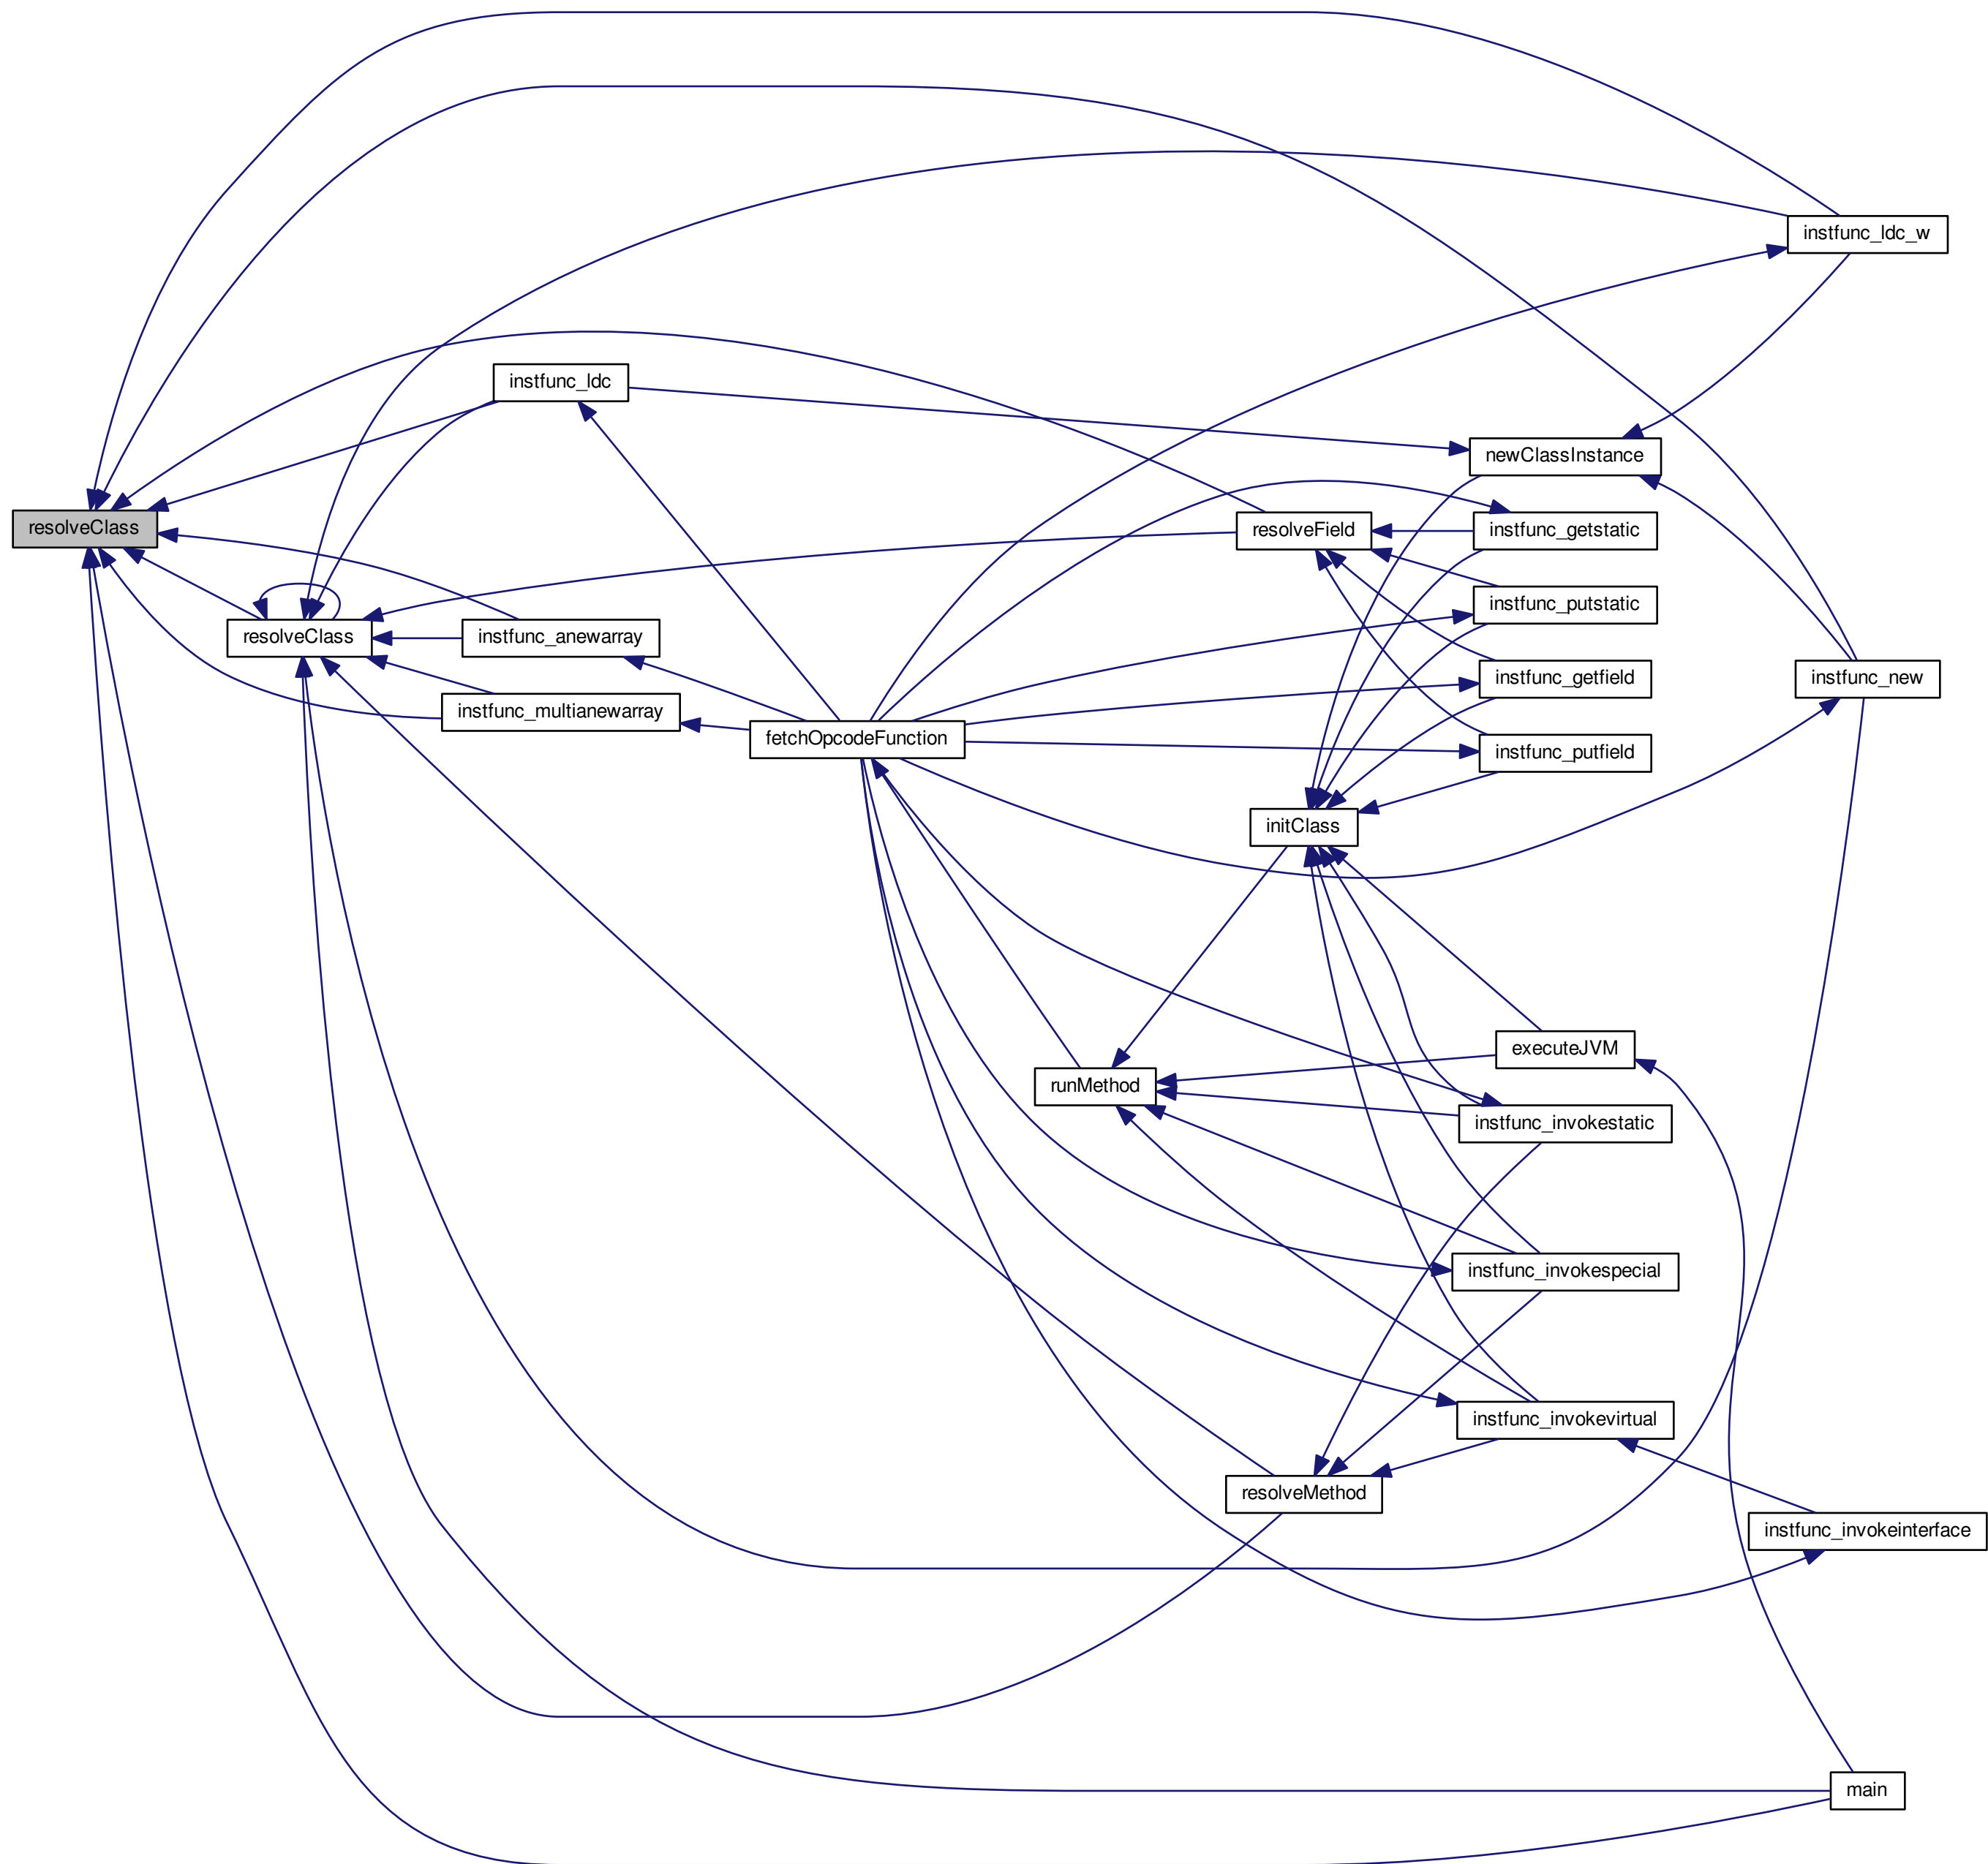 instfunc_ldc_w
instfunc_ldc
newClassInstance
resolveClass
resolveField
instfunc_getstatic
instfunc_putstatic
resolveClass
instfunc_anewarray
instfunc_getfield
instfunc_new
instfunc_multianewarray
fetchOpcodeFunction
instfunc_putfield
initClass
executeJVM
runMethod
instfunc_invokestatic
instfunc_invokespecial
instfunc_invokevirtual
resolveMethod
instfunc_invokeinterface
main